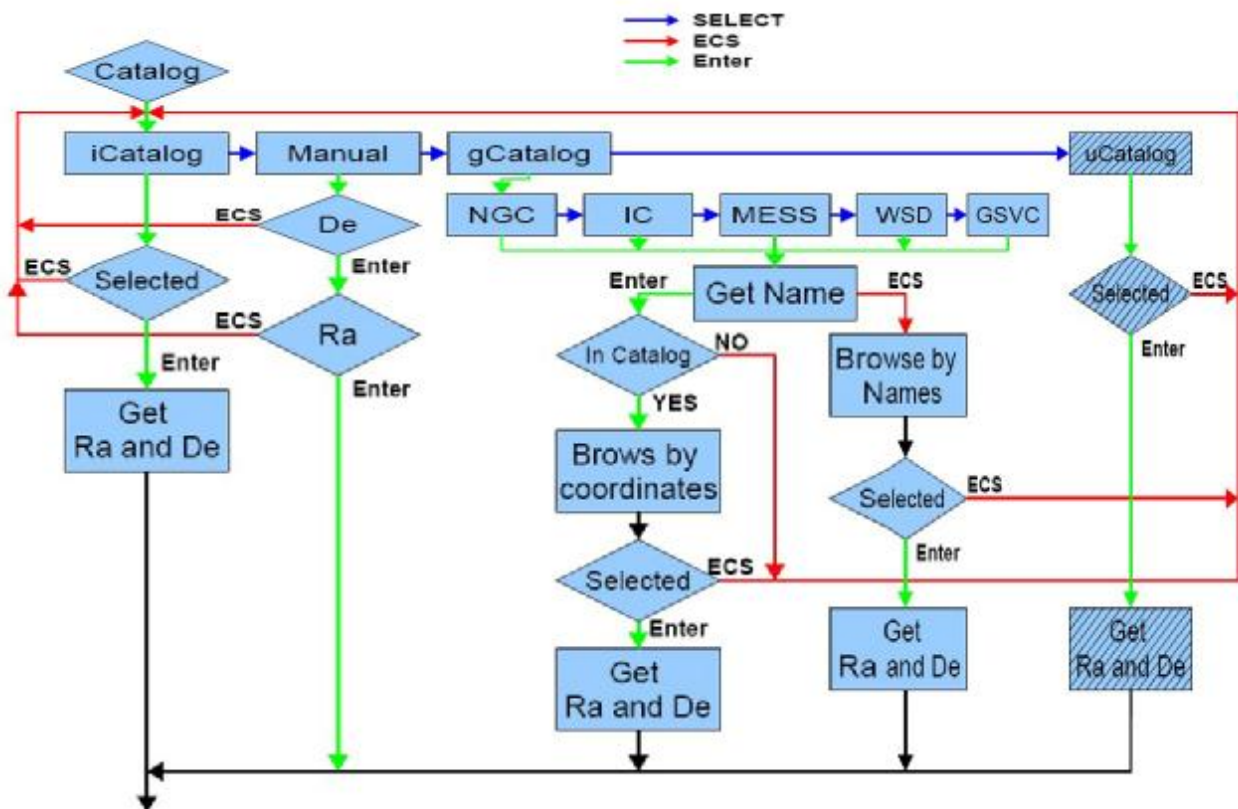 SELECT
ECS
Enter
Catalog
iCatalog
Manual
gCatalog
uCatalog
NGC
IC
MESS
WSD
GSVC
ECS
De
Enter
ECS
Selected
ECS
Ra
Enter
Enter
Get
Ra and De
Enter
Get Name
ECS
In Catalog
NO
YES
Browse by
Names
Brows by
coordinates
Selected
ECS
Enter
Selected
ECS
Enter
Selected
ECS
Enter
Get
Ra and De
Get
Ra and De
Get
Ra and De